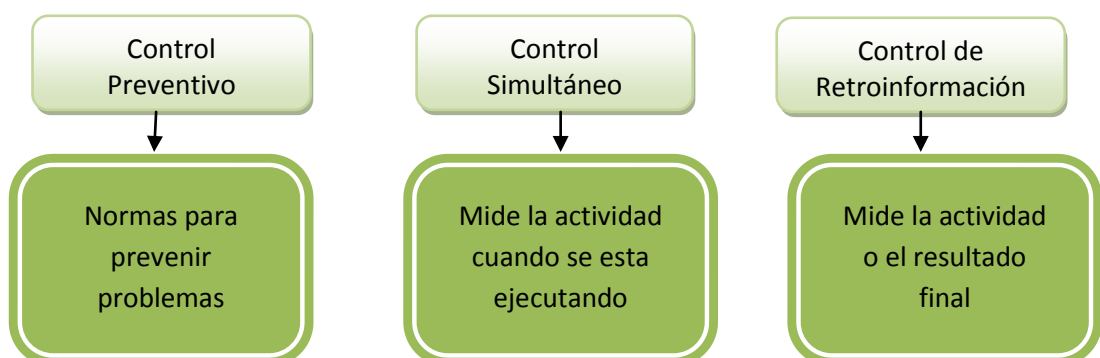 Control
Preventivo
Control
Simultáneo
Control de
Retroinformación
Normas para
prevenir
problemas
Mide la actividad
cuando se esta
ejecutando
Mide la actividad
o el resultado
final